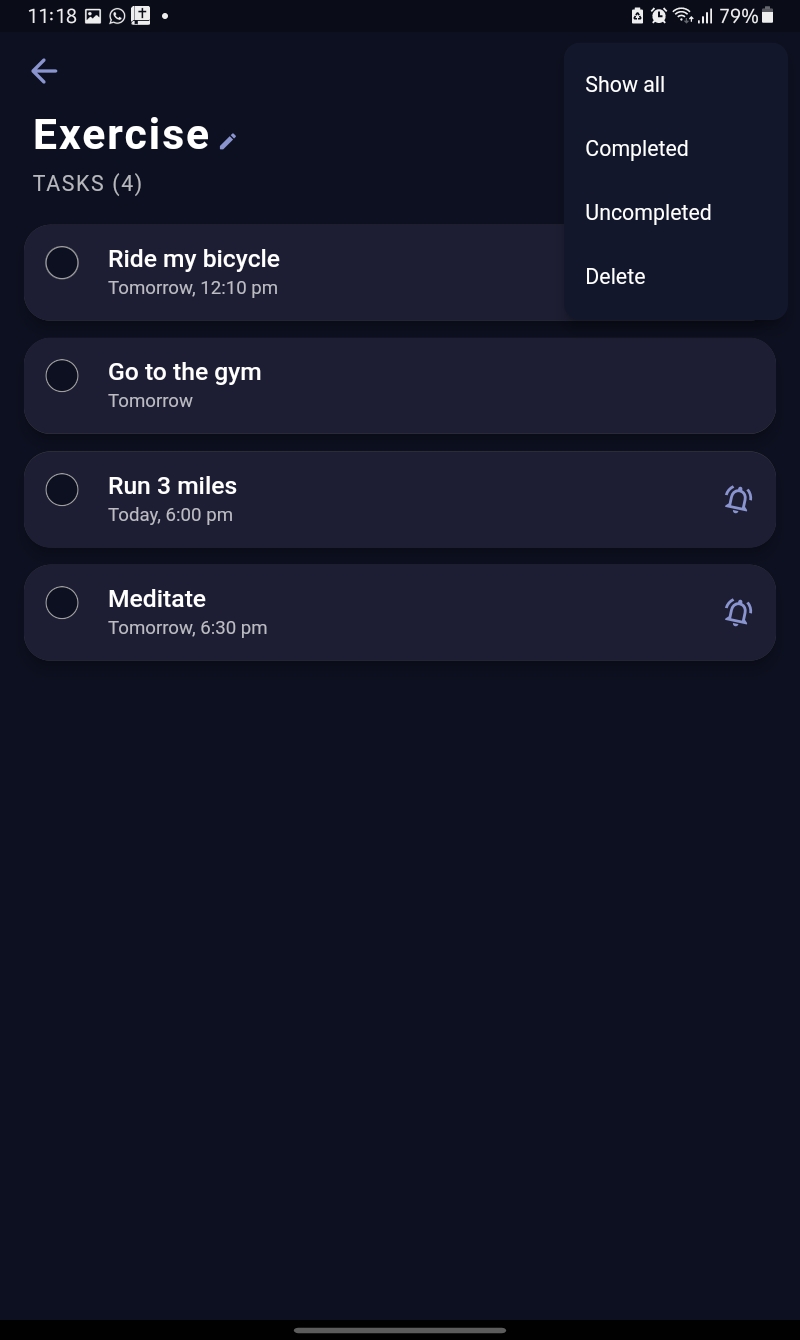 11:18
79%
Show all
Completed
Uncompleted
Delete
Exercise
TASKS (4)
Ride my bicycle
Tomorrow, 12:10 pm
Go to the gym
Tomorrow
Run 3 miles
Today, 6:00 pm
Meditate
Tomorrow, 6:30 pm